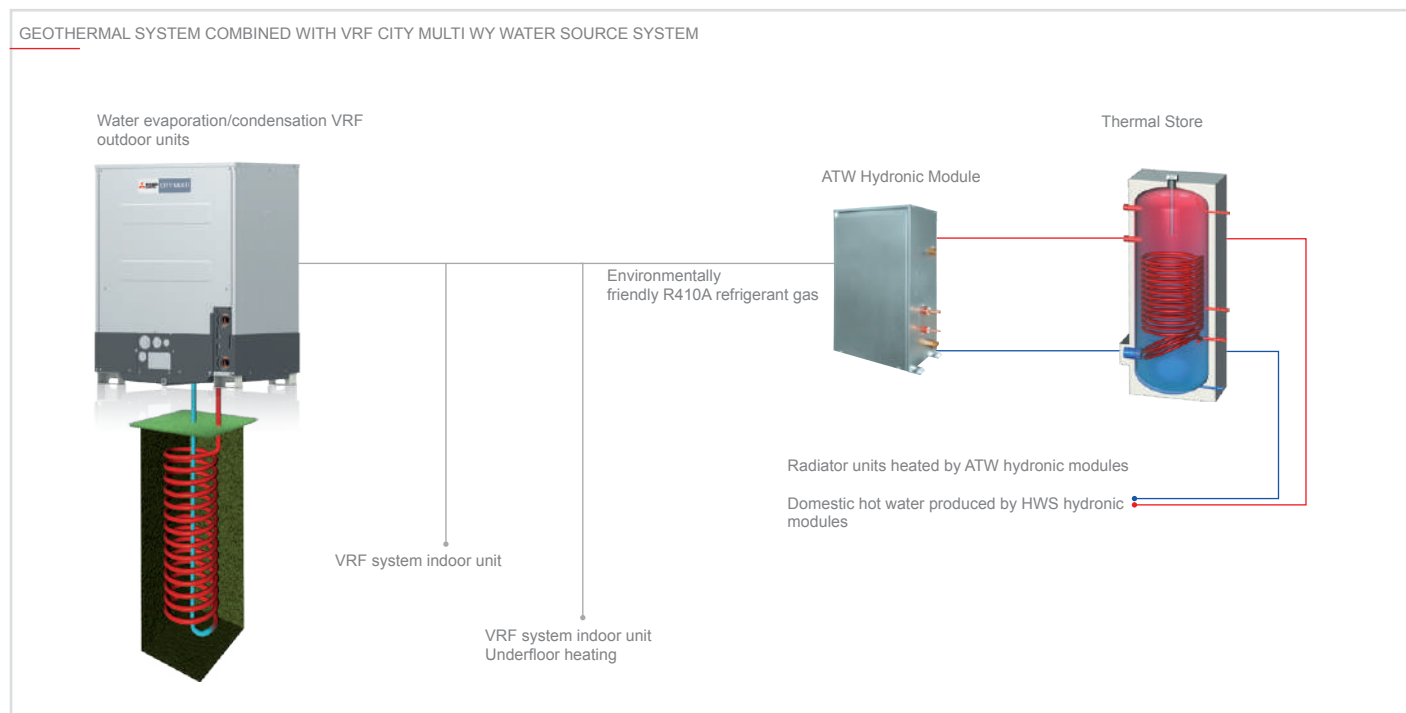 GEOTHERMAL SYSTEM COMBINED WITH VRF CITY MULTI WY WATER SOURCE SYSTEM
Water evaporation/condensation VRF
outdoor units
Thermal Store
ATW Hydronic Module
CITY MULTI
Environmentally
friendly R410A refrigerant gas
Radiator units heated by ATW hydronic modules
Domestic hot water produced by HWS hydronic
modules
VRF system indoor unit
VRF system indoor unit
Underfloor heating